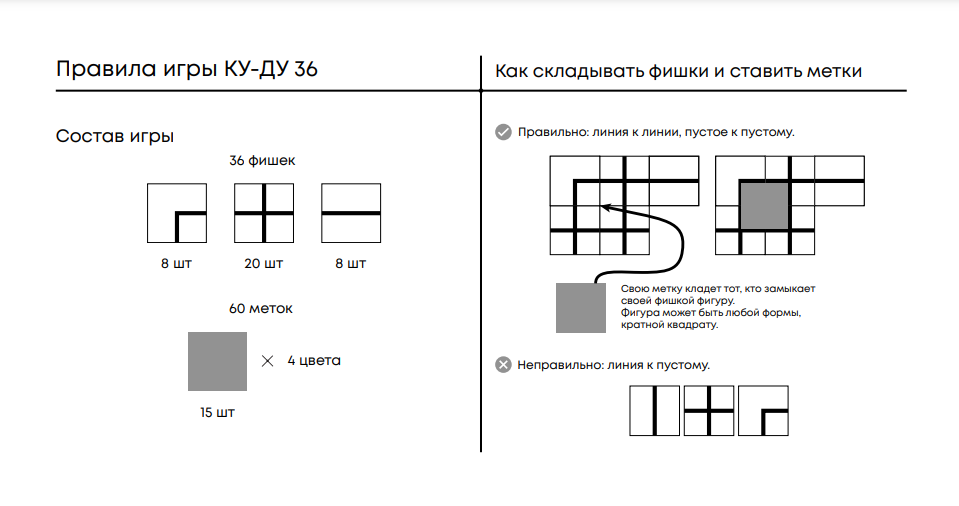 Правила игры КУ-ДУ 36
Состав игры
36 фишек
8 шт
20 шт
8 шт
60 меток
4 цвета
15 шт
Как складывать фишки и ставить метки
Правильно: линия к линии, пустое к пустому.
Свою метку кладет тот, кто замыкает
своей фишкой фигуру.
Фигура может быть любой формы,
кратной квадрату.
Неправильно: линия к пустому.